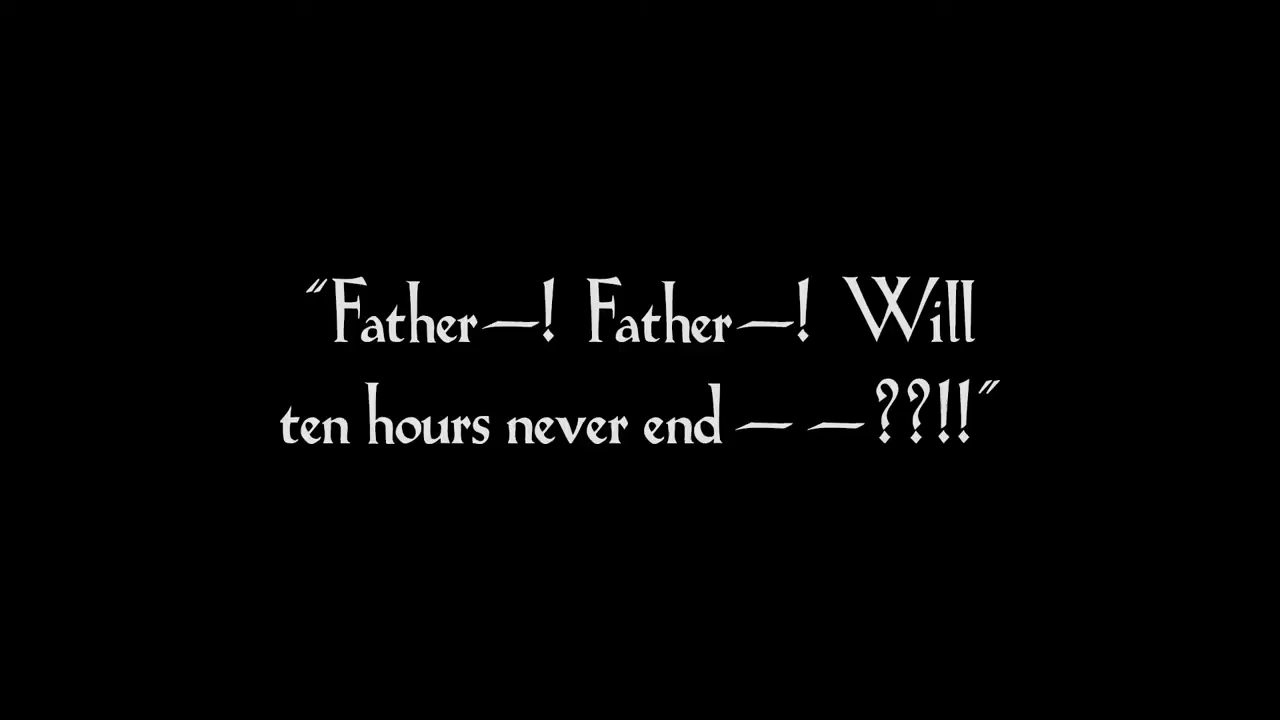 "Father—! Father—! Will
ten hours never end — —??!!"